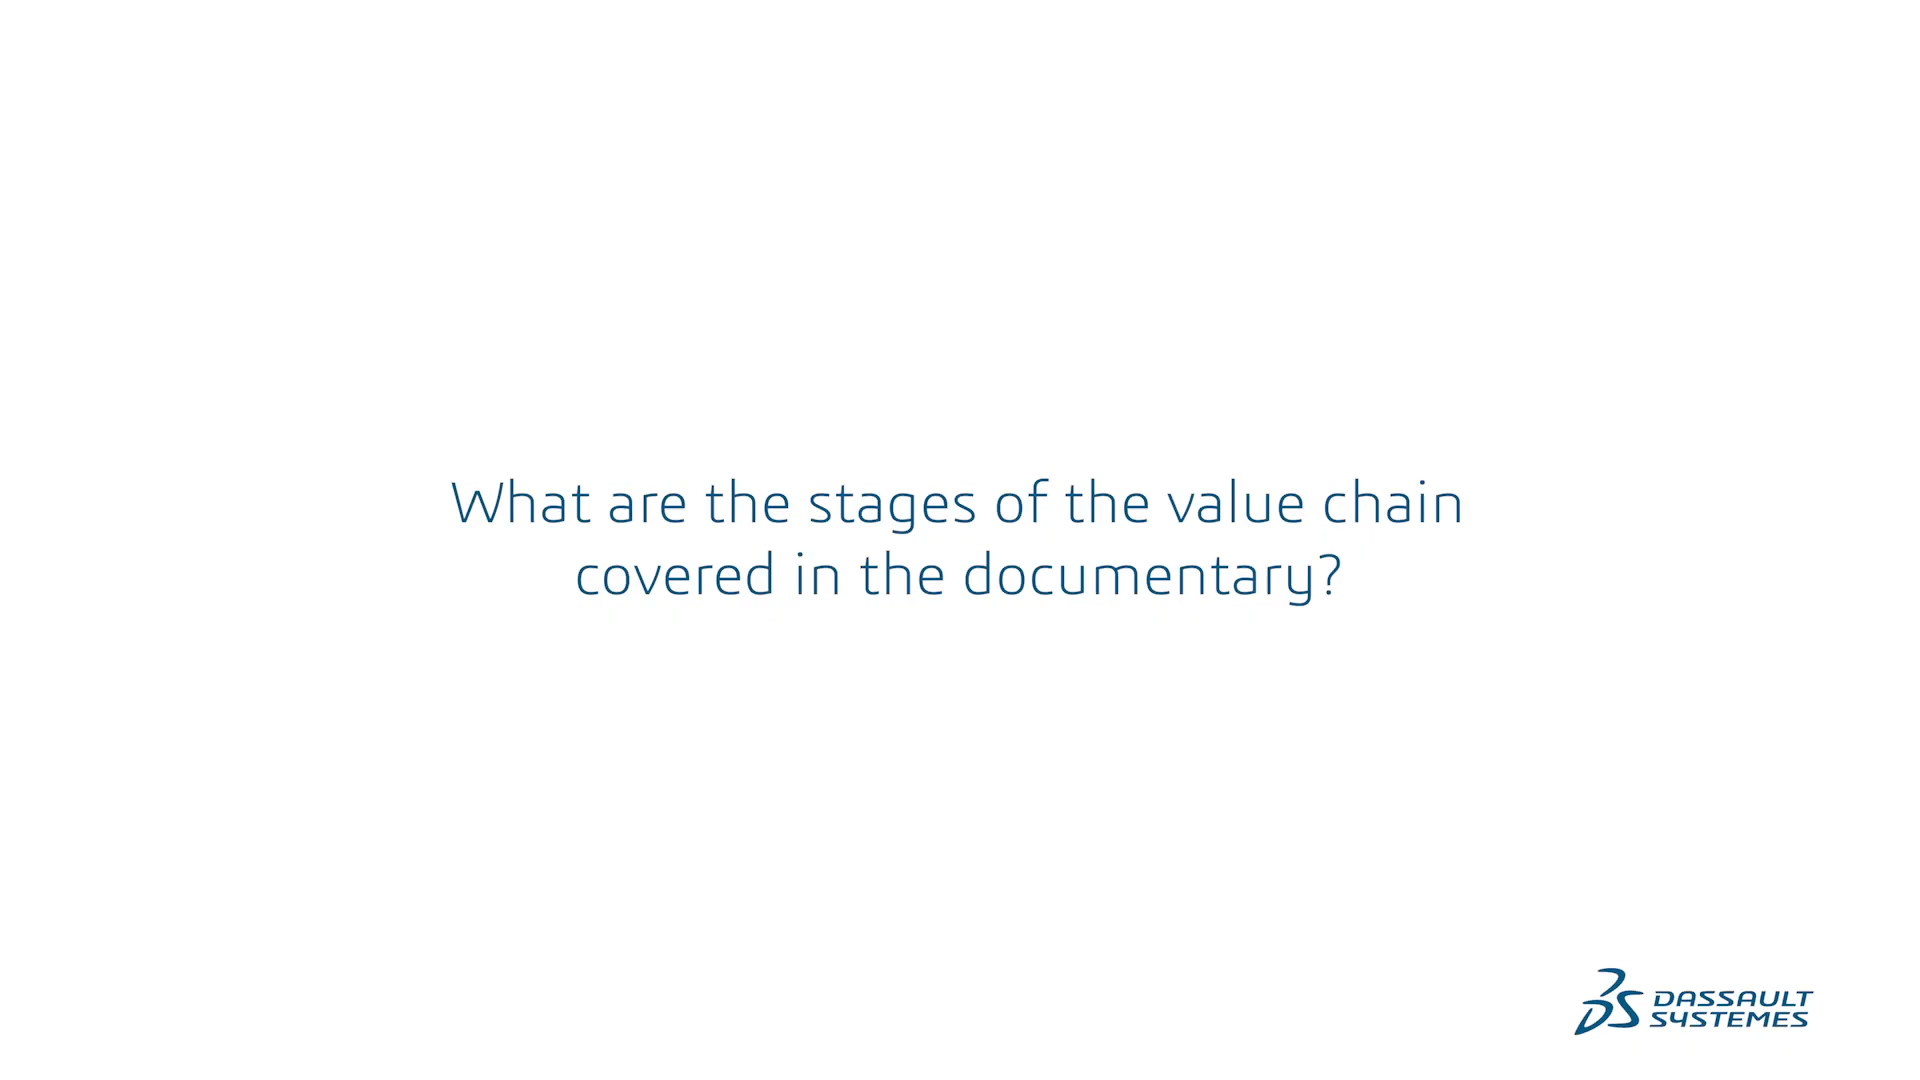 What are the stages of the value chain
covered in the documentary?
DASSAULT
SYSTEMES